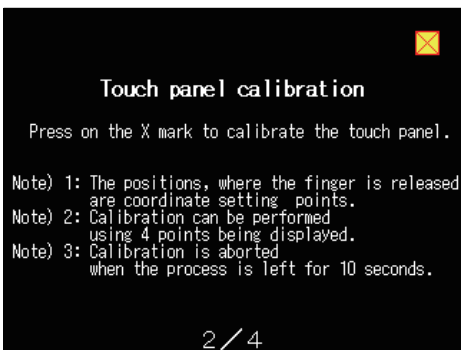 Touch panel calibration
Press on the X mark to calibrate the touch panel.
Note) 1: The positions, where the finger is released
are coordinate setting points.
Note) 2: Calibration can be performed
using 4 points being displayed.
Note) 3: Calibration is aborted
when the process is left for 10 seconds.
2/4